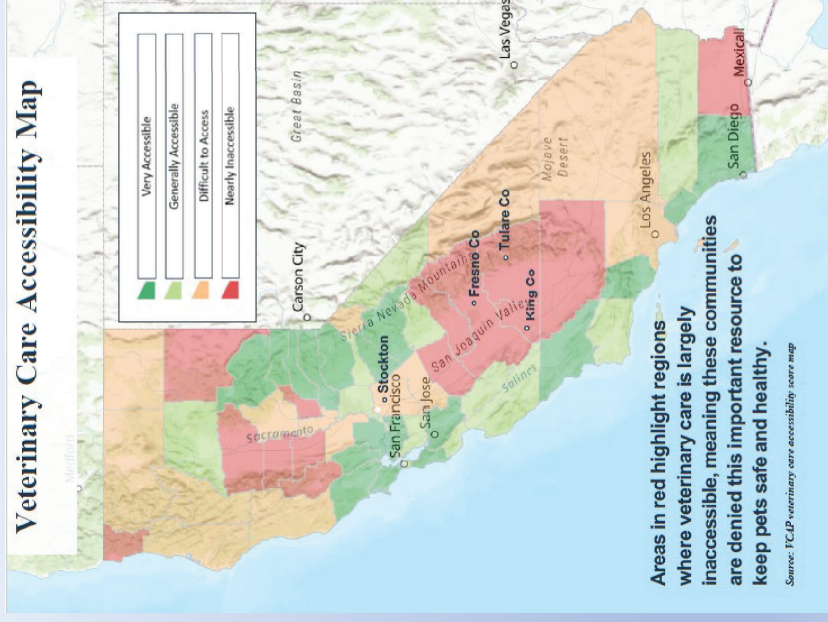 Veterinary Care Accessibility Map
Very Accessible
Generally Accessible
Difficult to Access
Nearly Inaccessible
Medford
Great Basin
Carson City
Las Vegas
Sacramento
Sierra Nevada Mountains
Stockton
San Francisco
San Jose
San Joaquin Valley
Fresno Co
Tulare Co
King Co
Salinas
Mojave
Desert
Los Angeles
San Diego
Mexicali
Areas in red highlight regions
where veterinary care is largely
inaccessible, meaning these communities
are denied this important resource to
keep pets safe and healthy.
Source: VCAP veterinary care accessibility score map